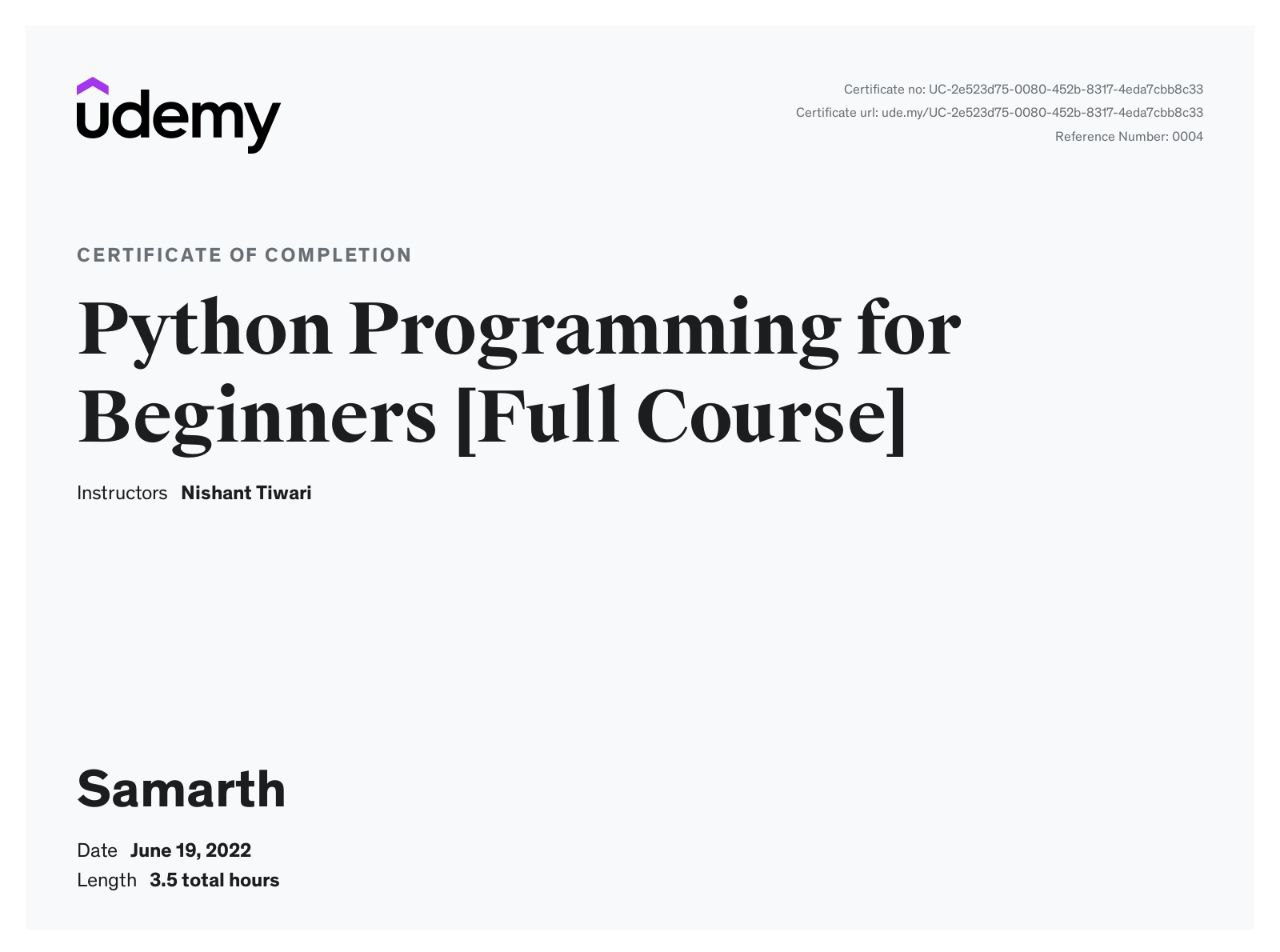 udemy
Certificate no: UC-2e523d75-0080-452b-8317-4eda7cbb8c33
Certificate url: ude.my/UC-2e523d75-0080-452b-8317-4eda7cbb8c33
Reference Number: 0004
CERTIFICATE OF COMPLETION
Python Programming for
Beginners [Full Course]
Instructors Nishant Tiwari
Samarth
Date June 19, 2022
Length 3.5 total hours